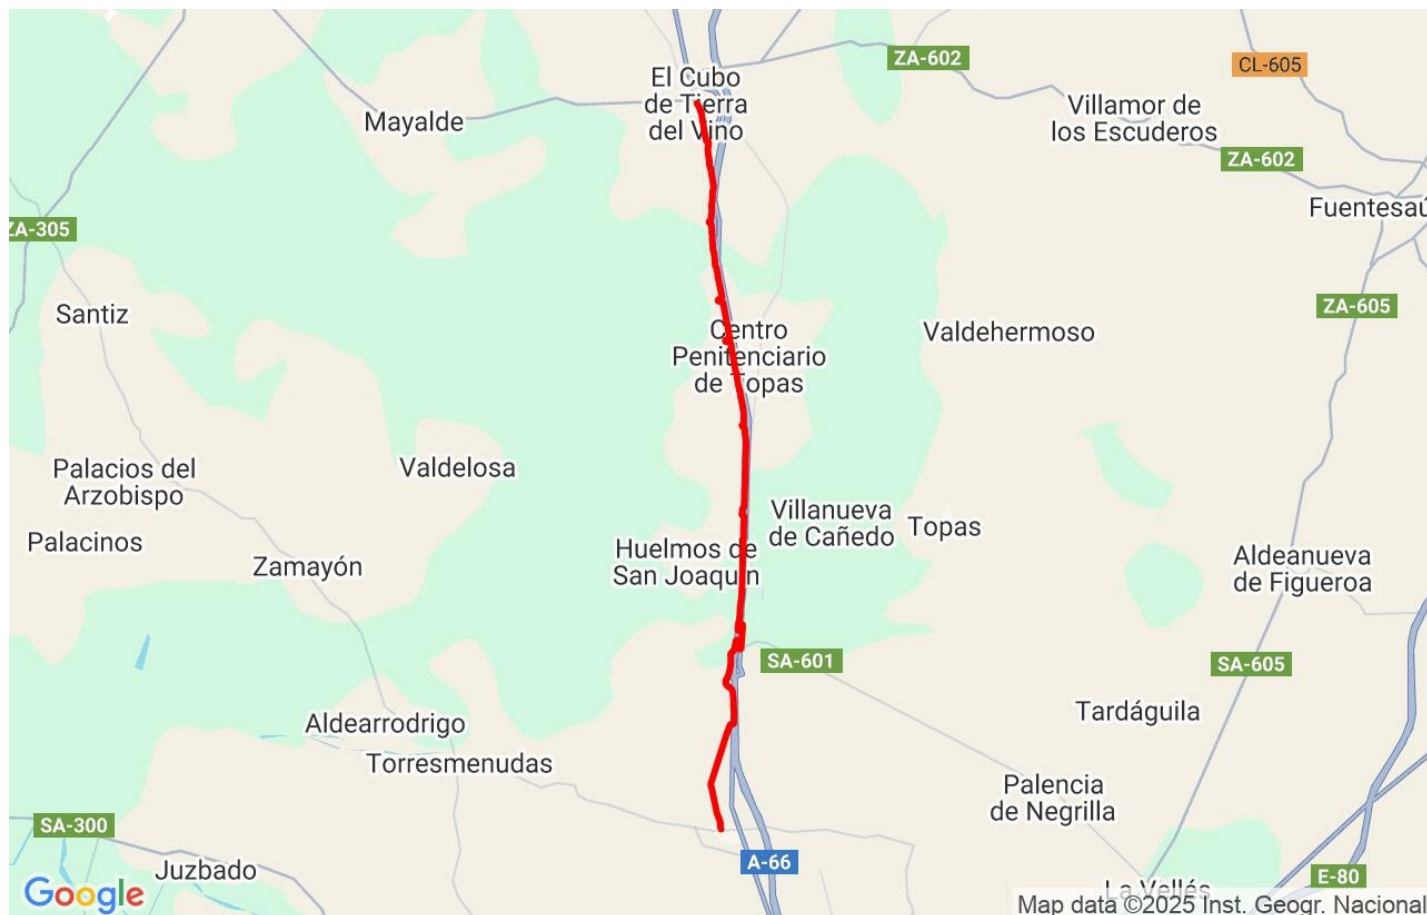 ZA-602
CL-605
El Cubo
de Tierra
del Vino
Mayalde
Villamor de
los Escuderos
ZA-602
Fuentesaú
ZA-305
Santiz
ZA-605
Centro
Penitenciario
de Topas
Valdehermoso
Palacios del
Arzobispo
Valdelosa
Villanueva
de Cañedo
Topas
Palacinos
Huelmos de
San Joaquín
Zamayón
Aldeanueva
de Figueroa
SA-601
SA-605
Aldearrodrigo
Tardáguila
Torresmenudas
Palencia
de Negrilla
SA-300
A-66
Juzbado
E-80
La Vellés
Google
Map data ©2025 Inst. Geogr. Nacional